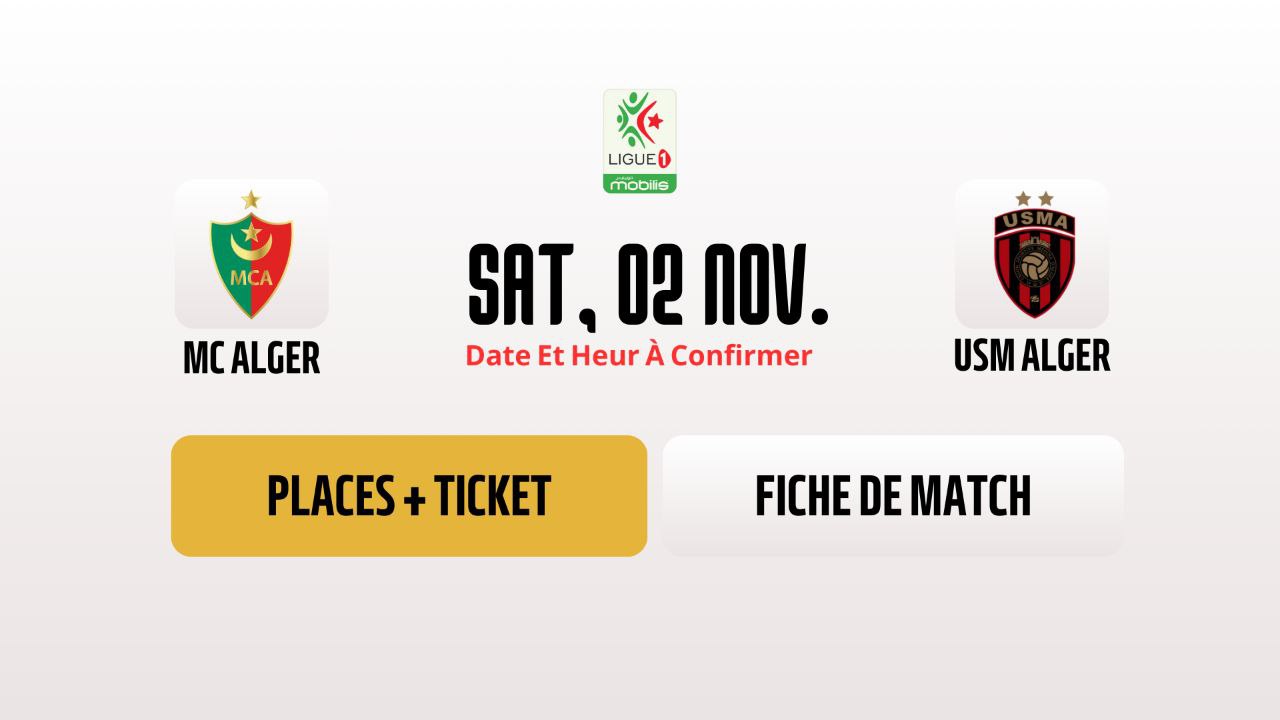 LIGUE 1
mobilis
MCA
USMA
SAT, 02 NOV.
Date Et Heur À Confirmer
MC ALGER
USM ALGER
PLACES + TICKET
FICHE DE MATCH